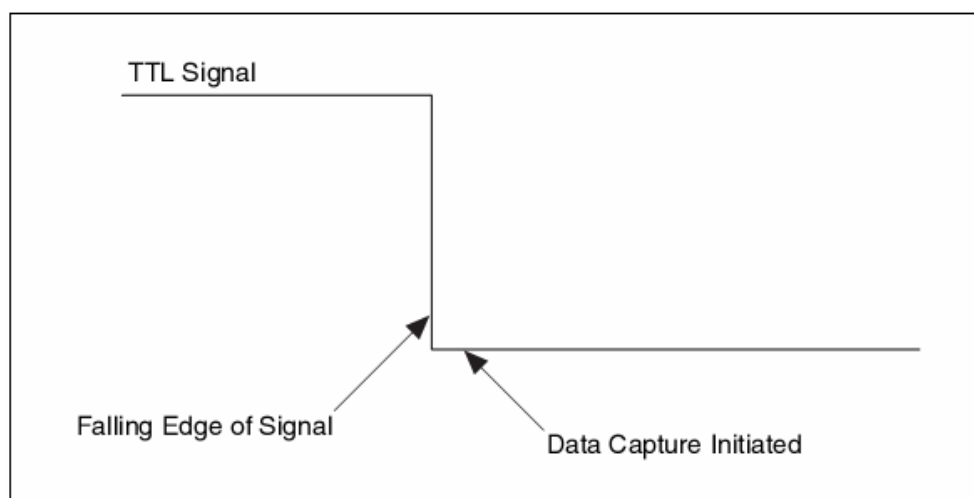 TTL Signal
Falling Edge of Signal
Data Capture Initiated